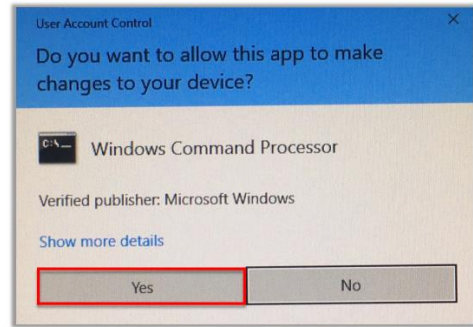 User Account Control
Do you want to allow this app to make
changes to your device?
C:\_
Windows Command Processor
Verified publisher: Microsoft Windows
Show more details
Yes
No